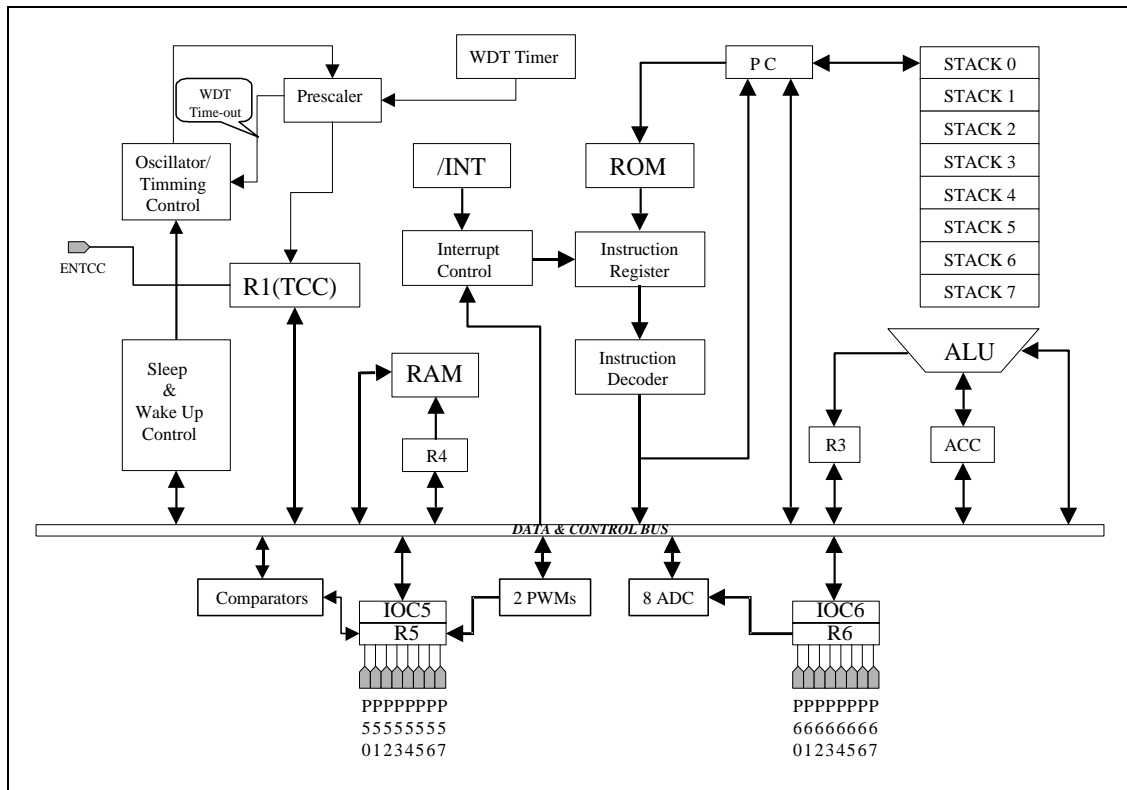 WDT Timer
P C
STACK 0
STACK 1
STACK 2
STACK 3
STACK 4
STACK 5
STACK 6
STACK 7
WDT
Time-out
Prescaler
Oscillator/
Timming
Control
/INT
ROM
ENTCC
R1(TCC)
Interrupt
Control
Instruction
Register
Sleep
&
Wake Up
Control
RAM
R4
Instruction
Decoder
ALU
R3
ACC
DATA & CONTROL BUS
Comparators
IOC5
R5
2 PWMs
8 ADC
IOC6
R6
PPPPPPPP
55555555
01234567
PPPPPPPP
66666666
01234567